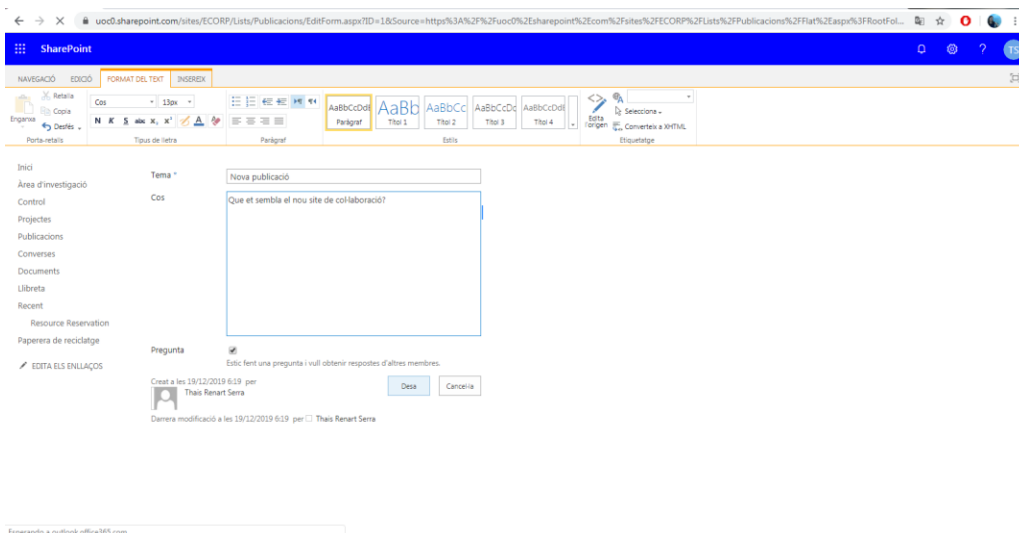 uoc0.sharepoint.com/sites/ECORP/Lists/Publicacions/EditForm.aspx?ID=1&Source=https%3A%2F%2Fuoc0%2Esharepoint%2Ecom%2Fsites%2FECORP%2FLists%2FPublicacions%2FFlat%2Easpx%3FRootFol...
SharePoint
TS
NAVEGACIÓ EDICIÓ FORMAT DEL TEXT INSEREIX
Enganxa Retalla Copia Desfés
Cos 13px
N K S abc x, x'
AaBbCcDdE AaBb AaBbCc AaBbCcDc AaBbCcDdE
Paràgraf Títol 1 Títol 2 Títol 3 Títol 4
Edita l'origen Selecciona Converteix a XHTML
Porta-retalls Tipus de lletra Paràgraf Estils Etiquetatge
Inici
Àrea d'investigació
Control
Projectes
Publicacions
Converses
Documents
Llibreta
Recent
Resource Reservation
Paperera de reciclatge
EDITA ELS ENLLAÇOS
Tema * Nova publicació
Cos Que et sembla el nou site de col·laboració?
Pregunta
Estic fent una pregunta i vull obtenir respostes d'altres membres.
Creat a les 19/12/2019 6:19 per
Thais Renart Serra
Desa Cancel·la
Darrera modificació a les 19/12/2019 6:19 per Thais Renart Serra
Esperando a outlook.office365.com